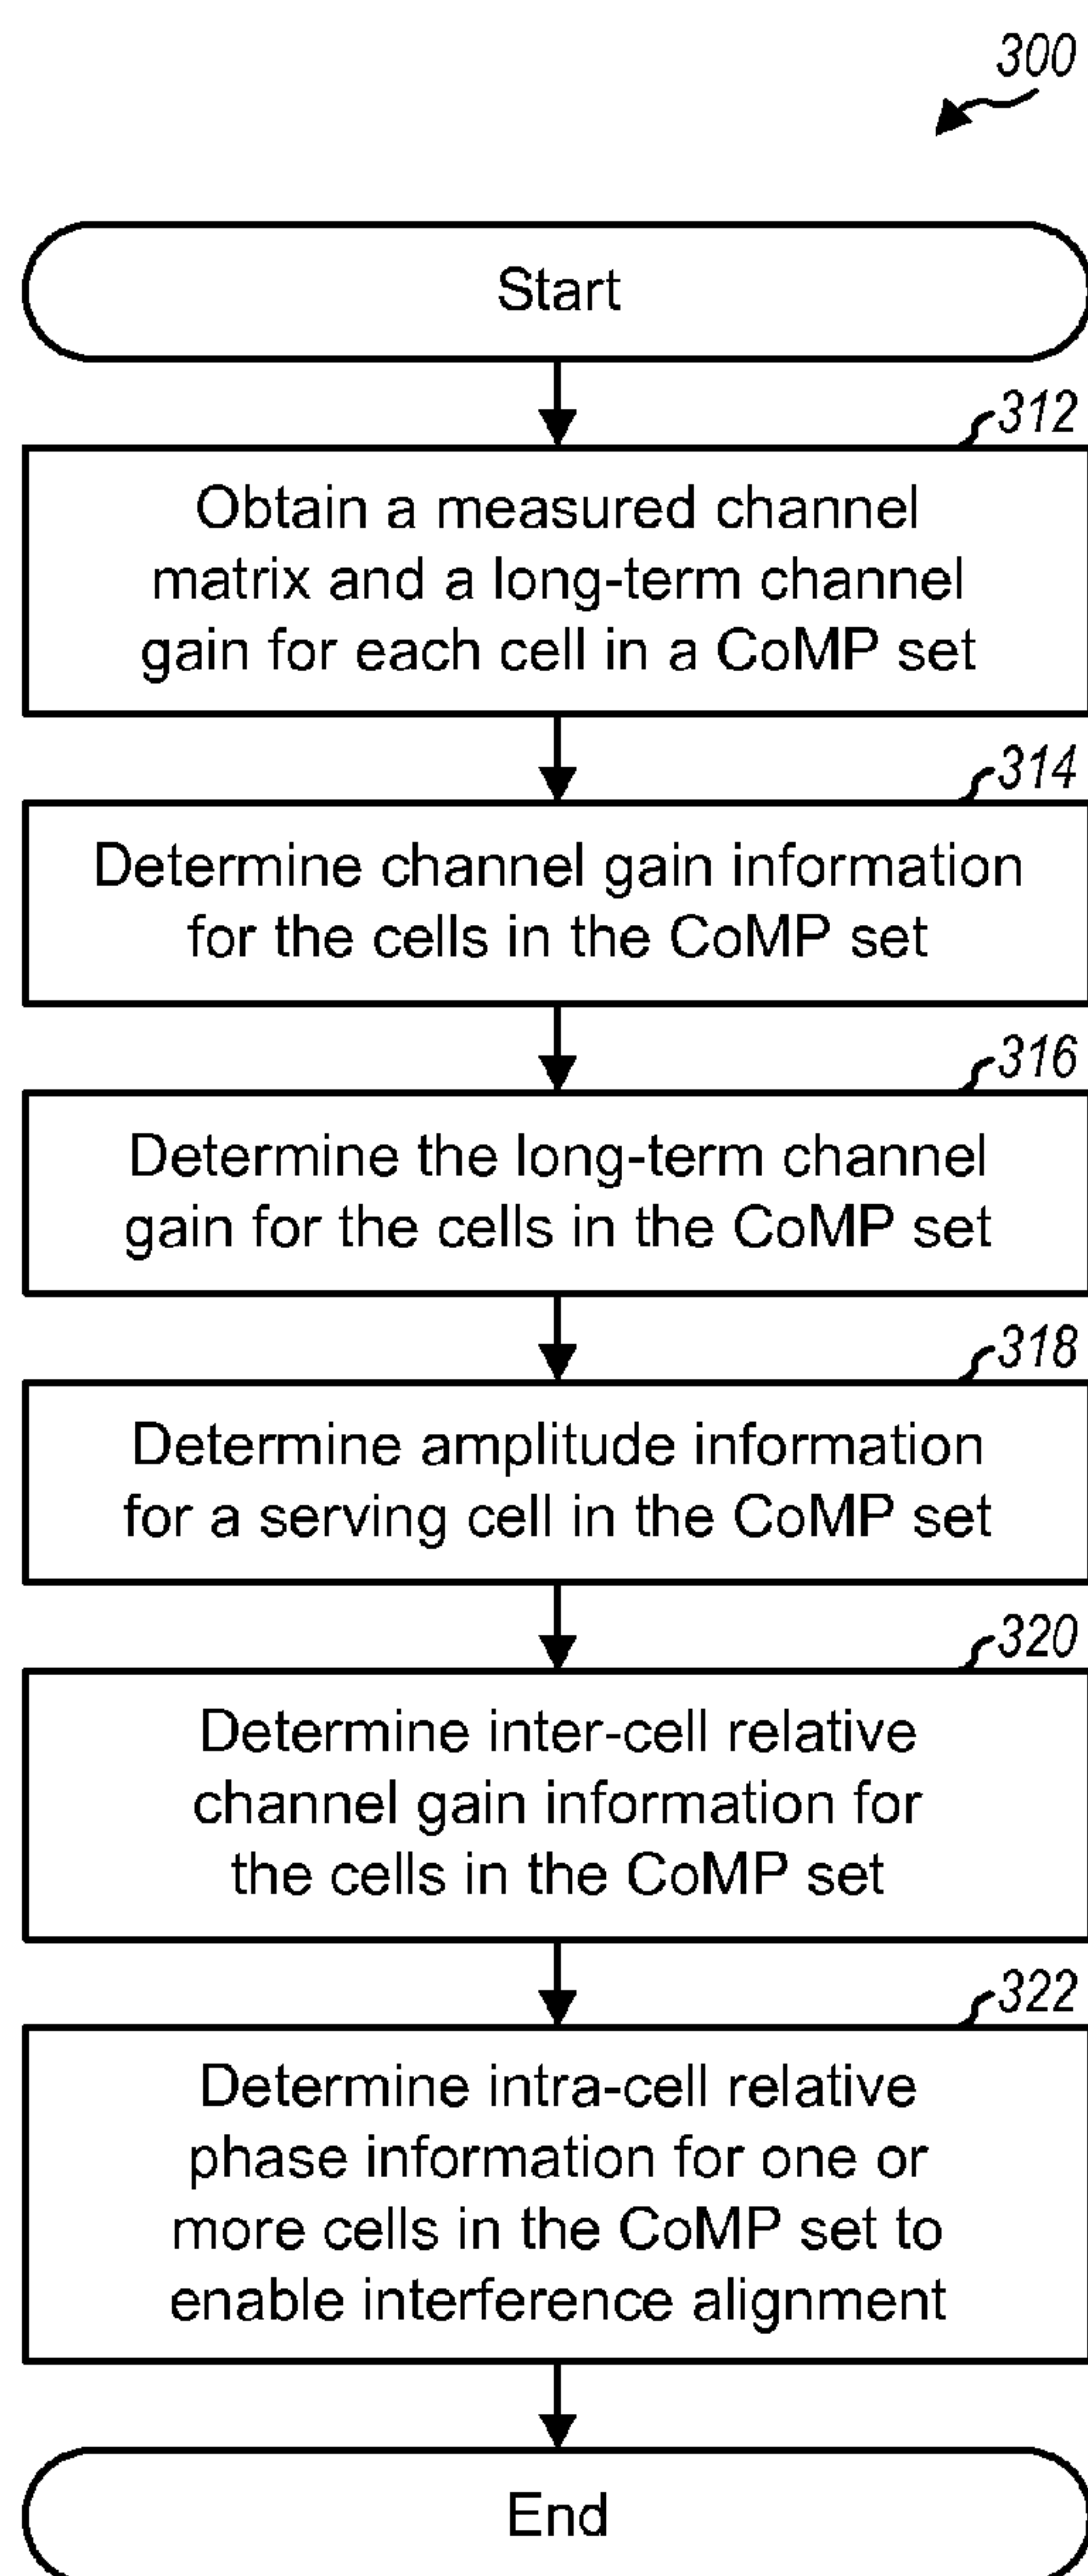 300
Start
312
Obtain a measured channel
matrix and a long-term channel
gain for each cell in a CoMP set
314
Determine channel gain information
for the cells in the CoMP set
316
Determine the long-term channel
gain for the cells in the CoMP set
318
Determine amplitude information
for a serving cell in the CoMP set
320
Determine inter-cell relative
channel gain information for
the cells in the CoMP set
322
Determine intra-cell relative
phase information for one or
more cells in the CoMP set to
enable interference alignment
End